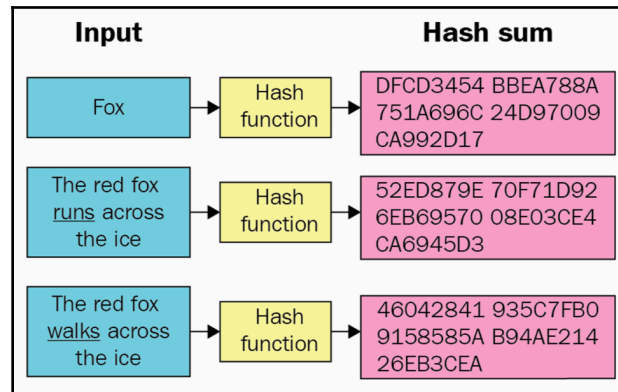 Input
Hash sum
Fox
Hash
function
DFCD3454 BBEA788A
751A696C 24D97009
CA992D17
The red fox
runs across
the ice
Hash
function
52ED879E 70F71D92
6EB69570 08E03CE4
CA6945D3
The red fox
walks across
the ice
Hash
function
46042841 935C7FB0
9158585A B94AE214
26EB3CEA